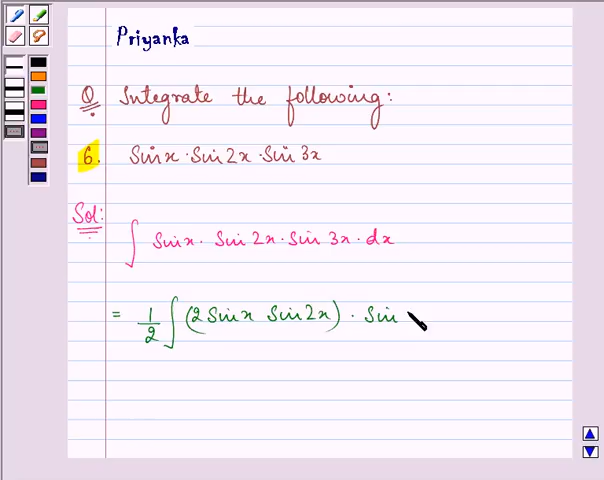 Priyanka
Q Integrate the following:
6. Sinx · Sin2x · Sin 3x
Sol:
∫ Sinx · Sin 2x · Sin 3x · dx
= 1/2 ∫ (2 Sinx Sin2x) · Sin